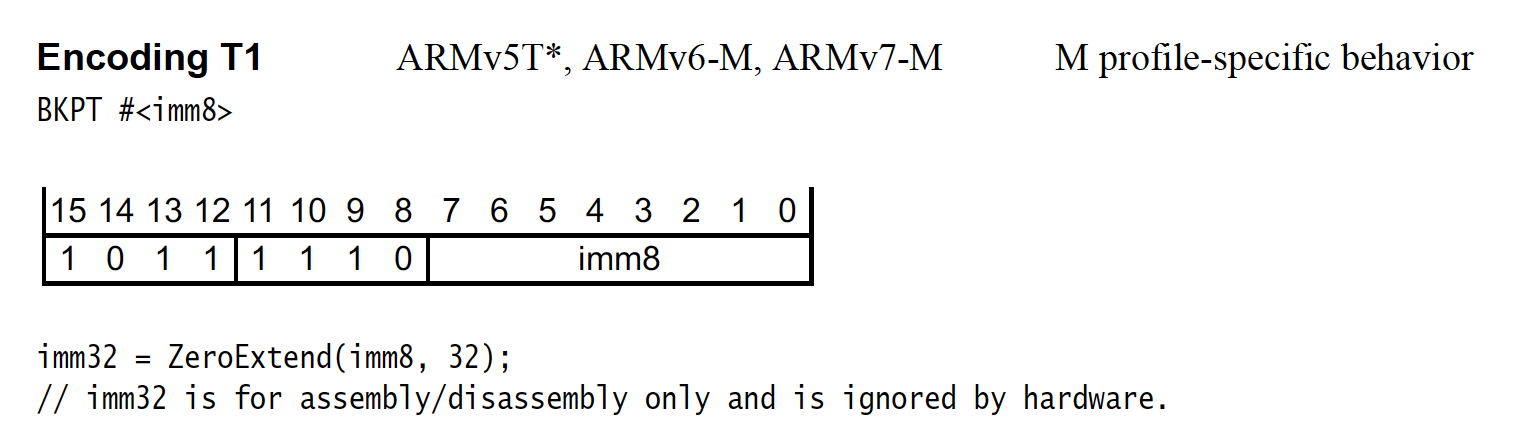 Encoding T1 ARMv5T*, ARMv6-M, ARMv7-M M profile-specific behavior
BKPT #<imm8>
15 14 13 12 11 10 9 8 7 6 5 4 3 2 1 0
1 0 1 1 1 1 1 0 imm8
imm32 = ZeroExtend(imm8, 32);
// imm32 is for assembly/disassembly only and is ignored by hardware.